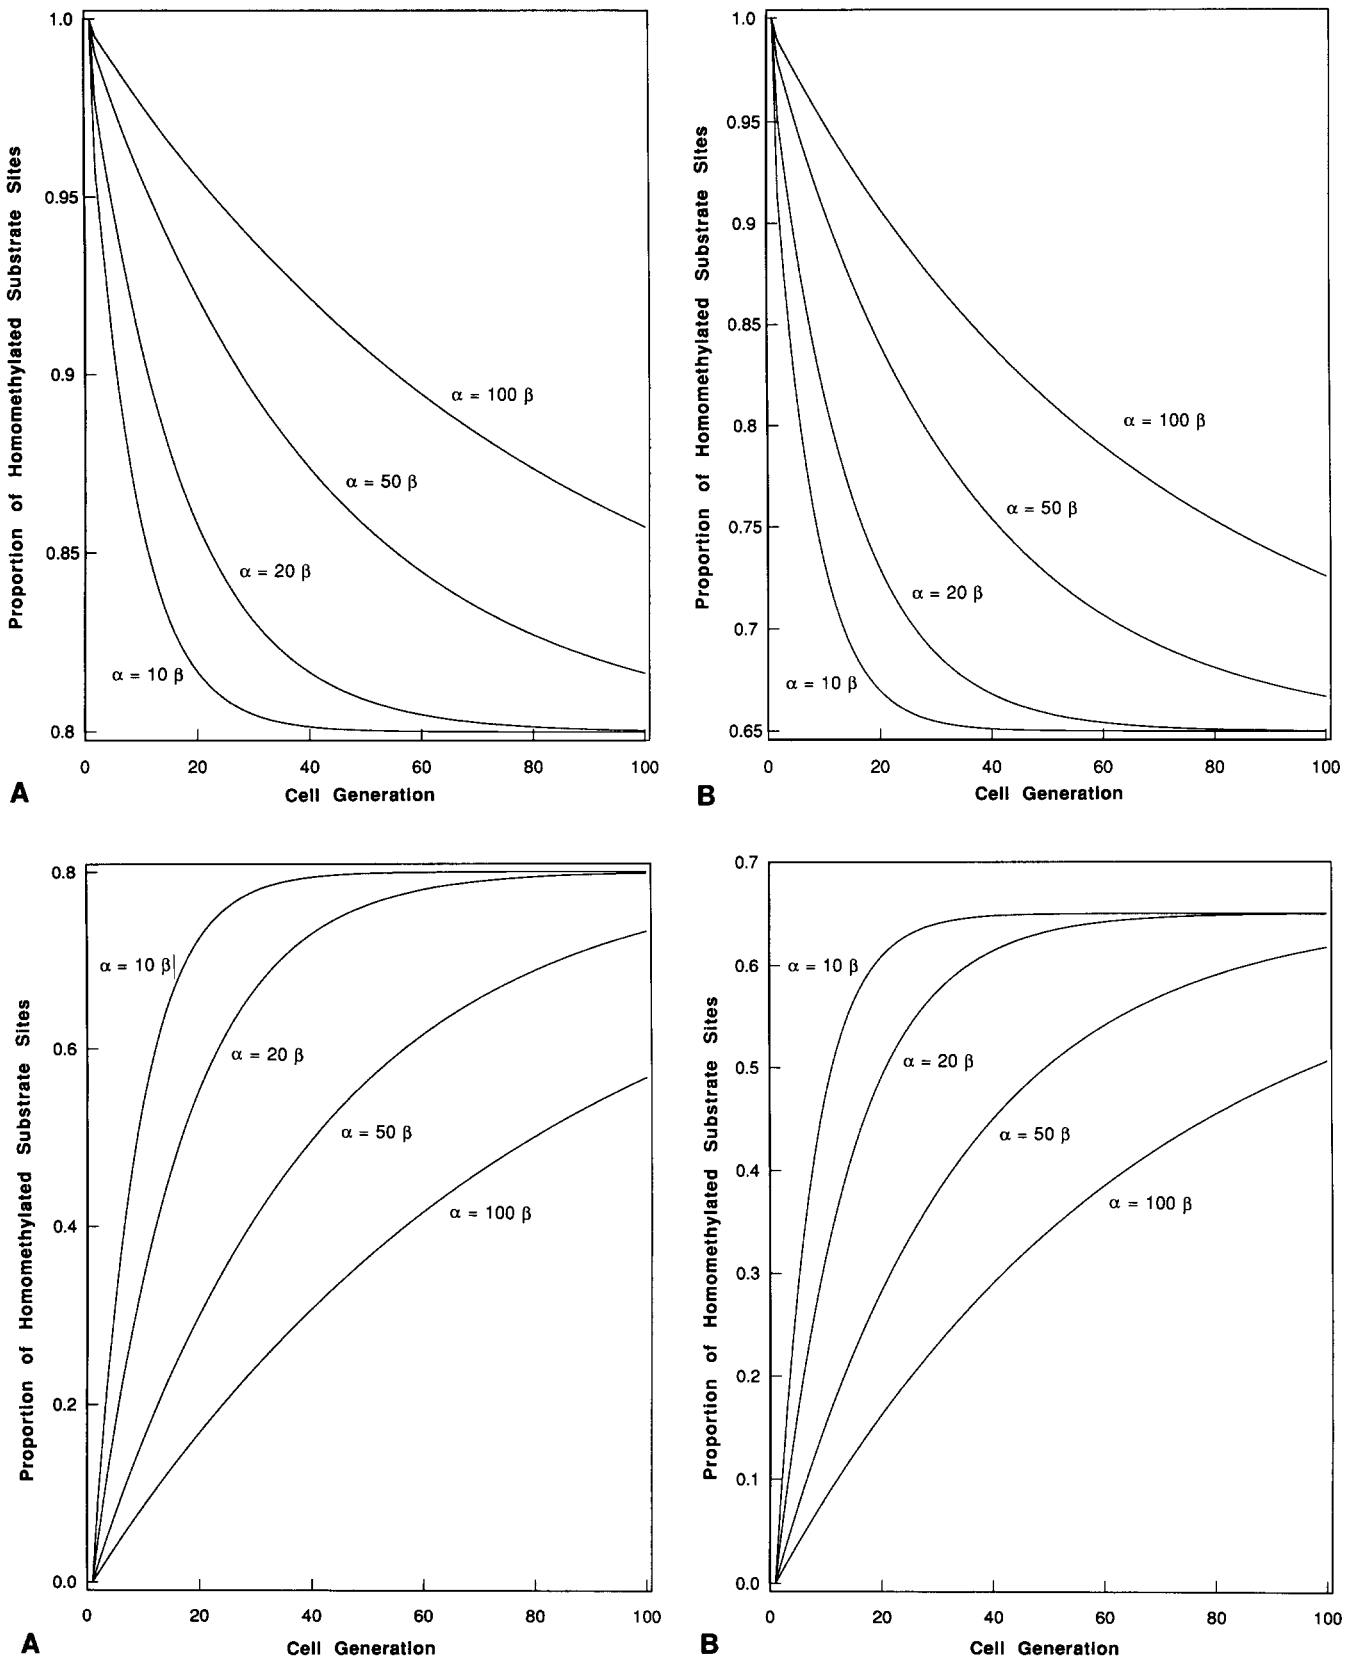 1.0
0.95
0.9
0.85
0.8
Proportion of Homomethylated Substrate Sites
α = 100 β
α = 50 β
α = 20 β
α = 10 β
0 20 40 60 80 100
Cell Generation
A
1.0
0.95
0.9
0.85
0.8
0.75
0.7
0.65
Proportion of Homomethylated Substrate Sites
α = 100 β
α = 50 β
α = 20 β
α = 10 β
0 20 40 60 80 100
Cell Generation
B
0.8
0.6
0.4
0.2
0.0
Proportion of Homomethylated Substrate Sites
α = 10 β
α = 20 β
α = 50 β
α = 100 β
0 20 40 60 80 100
Cell Generation
A
0.7
0.6
0.5
0.4
0.3
0.2
0.1
0.0
Proportion of Homomethylated Substrate Sites
α = 10 β
α = 20 β
α = 50 β
α = 100 β
0 20 40 60 80 100
Cell Generation
B